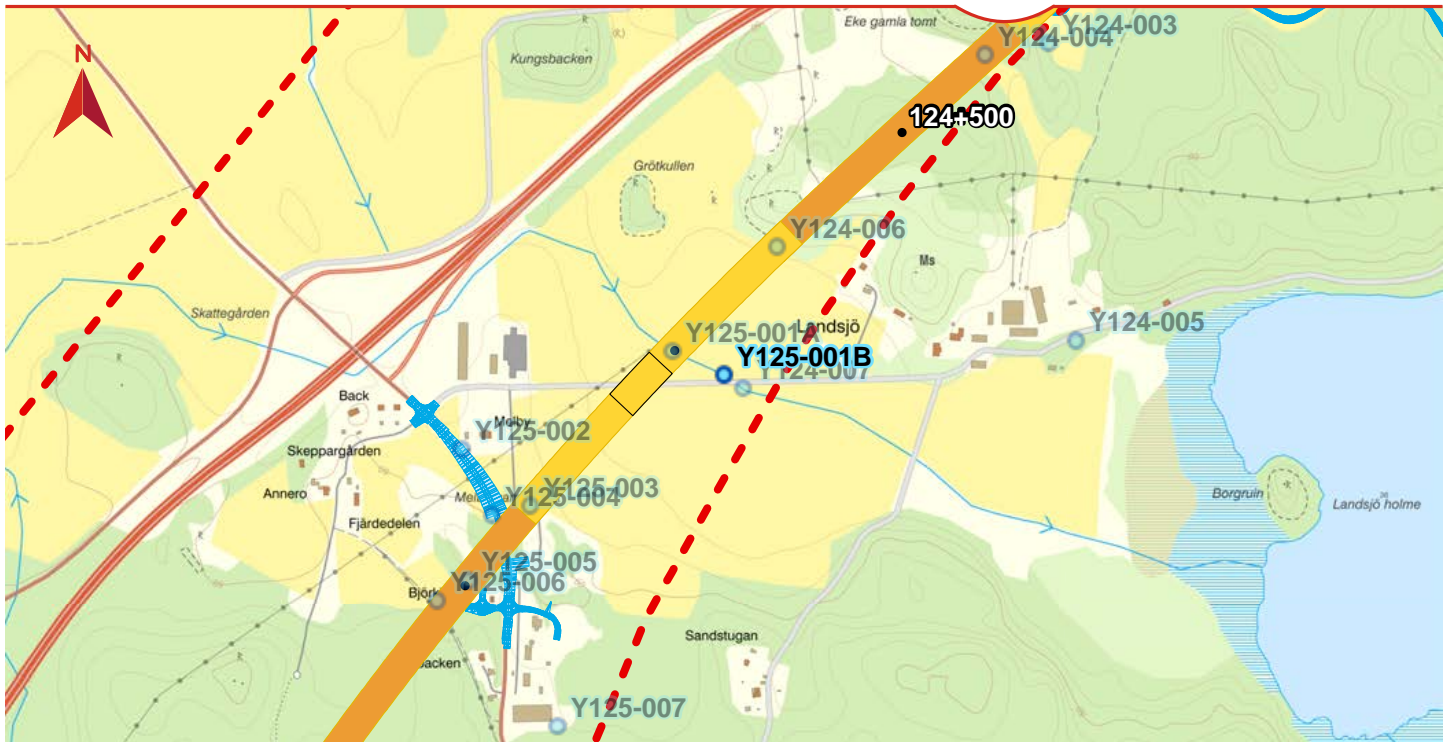 Eke gamla tomt
Y124-003
Y124-004
(R)
N
Kungsbacken
R
124+500
R
Grötkullen
R
R
R
Y124-006
Ms
Skattegården
Landsjö
Y124-005
Y125-001A
R
Y125-001B
Y124-007
Back
Melby
Y125-002
Skeppargården
Y125-003
Annero
Y125-004
Borgruin
R
Landsjö holme
Fjärdedelen
R
Y125-005
Y125-006
Björk
Sandstugan
R
backen
Y125-007